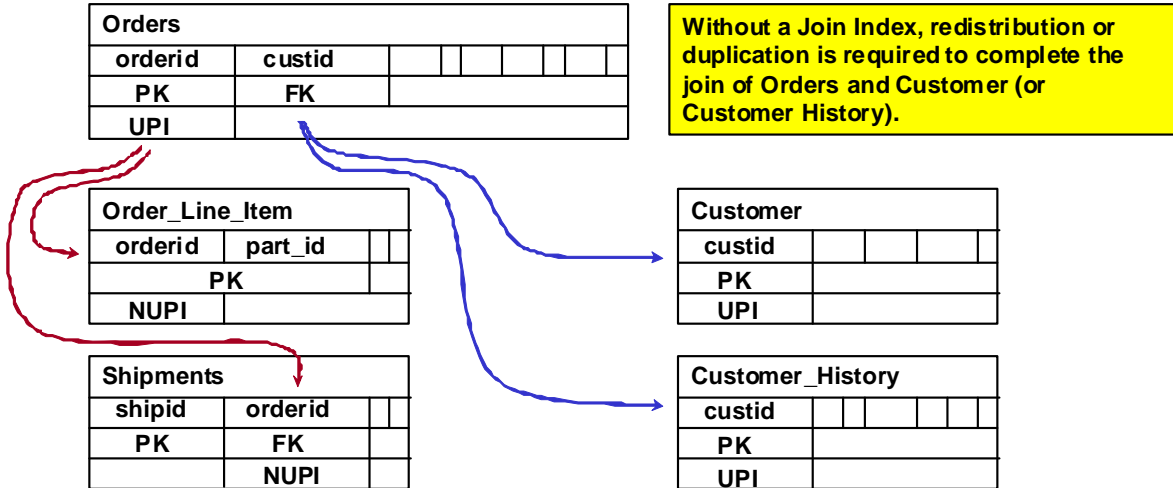 Orders
orderid custid
PK FK
UPI
Without a Join Index, redistribution or
duplication is required to complete the
join of Orders and Customer (or
Customer History).
Order_Line_Item
orderid part_id
PK
NUPI
Customer
custid
PK
UPI
Shipments
shipid orderid
PK FK
NUPI
Customer_History
custid
PK
UPI